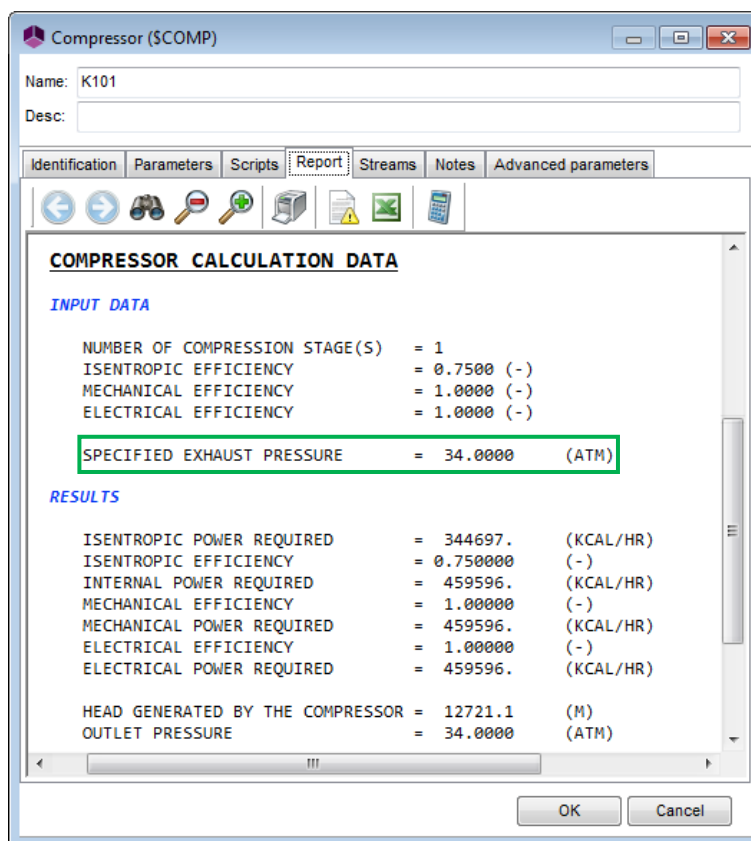 Compressor ($COMP)
Name: K101
Desc:
Identification Parameters Scripts Report Streams Notes Advanced parameters
COMPRESSOR CALCULATION DATA
INPUT DATA
NUMBER OF COMPRESSION STAGE(S) = 1
ISENTROPIC EFFICIENCY = 0.7500 (-)
MECHANICAL EFFICIENCY = 1.0000 (-)
ELECTRICAL EFFICIENCY = 1.0000 (-)
SPECIFIED EXHAUST PRESSURE = 34.0000 (ATM)
RESULTS
ISENTROPIC POWER REQUIRED = 344697. (KCAL/HR)
ISENTROPIC EFFICIENCY = 0.750000 (-)
INTERNAL POWER REQUIRED = 459596. (KCAL/HR)
MECHANICAL EFFICIENCY = 1.00000 (-)
MECHANICAL POWER REQUIRED = 459596. (KCAL/HR)
ELECTRICAL EFFICIENCY = 1.00000 (-)
ELECTRICAL POWER REQUIRED = 459596. (KCAL/HR)
HEAD GENERATED BY THE COMPRESSOR = 12721.1 (M)
OUTLET PRESSURE = 34.0000 (ATM)
OK Cancel